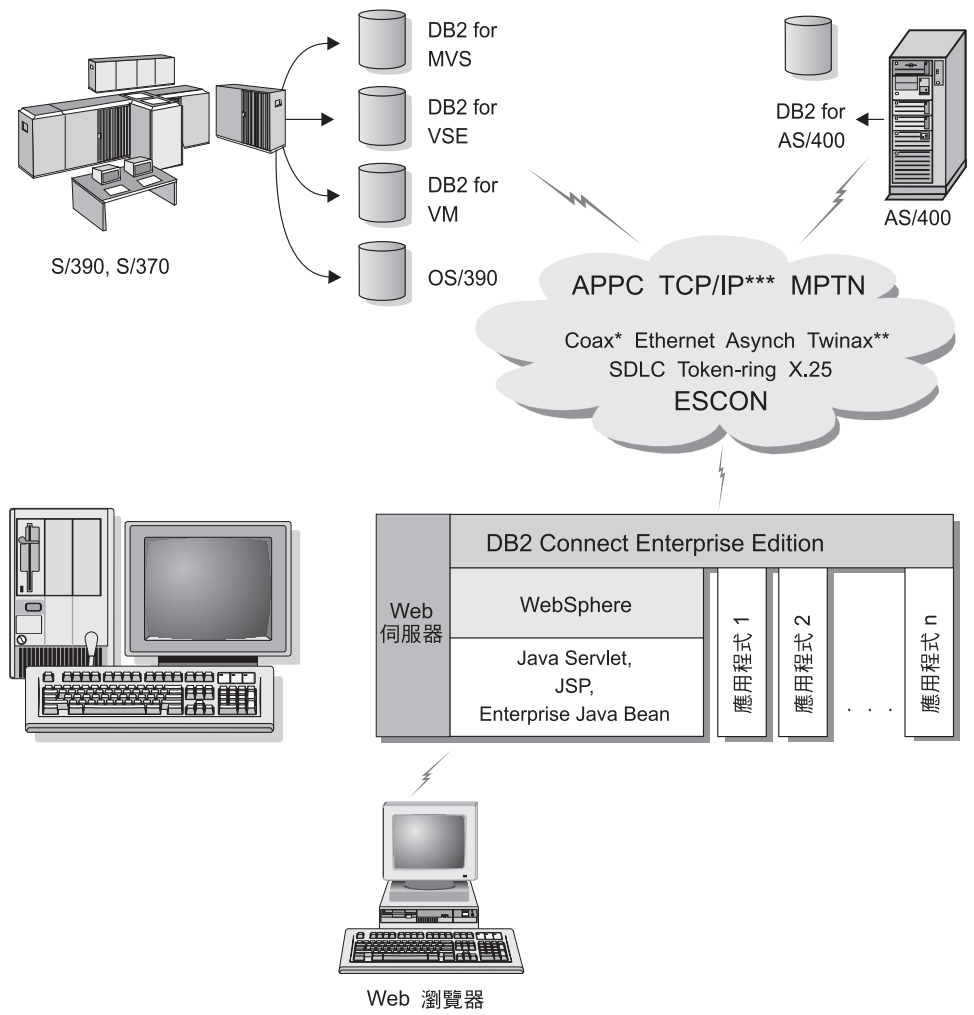 DB2 for
MVS
DB2 for
VSE
DB2 for
VM
OS/390
S/390, S/370
DB2 for
AS/400
AS/400
APPC TCP/IP*** MPTN
Coax* Ethernet Asynch Twinax**
SDLC Token-ring X.25
ESCON
Web
伺服器
DB2 Connect Enterprise Edition
WebSphere
Java Servlet,
JSP,
Enterprise Java Bean
應用程式 1
應用程式 2
. . .
應用程式 n
Web 瀏覽器